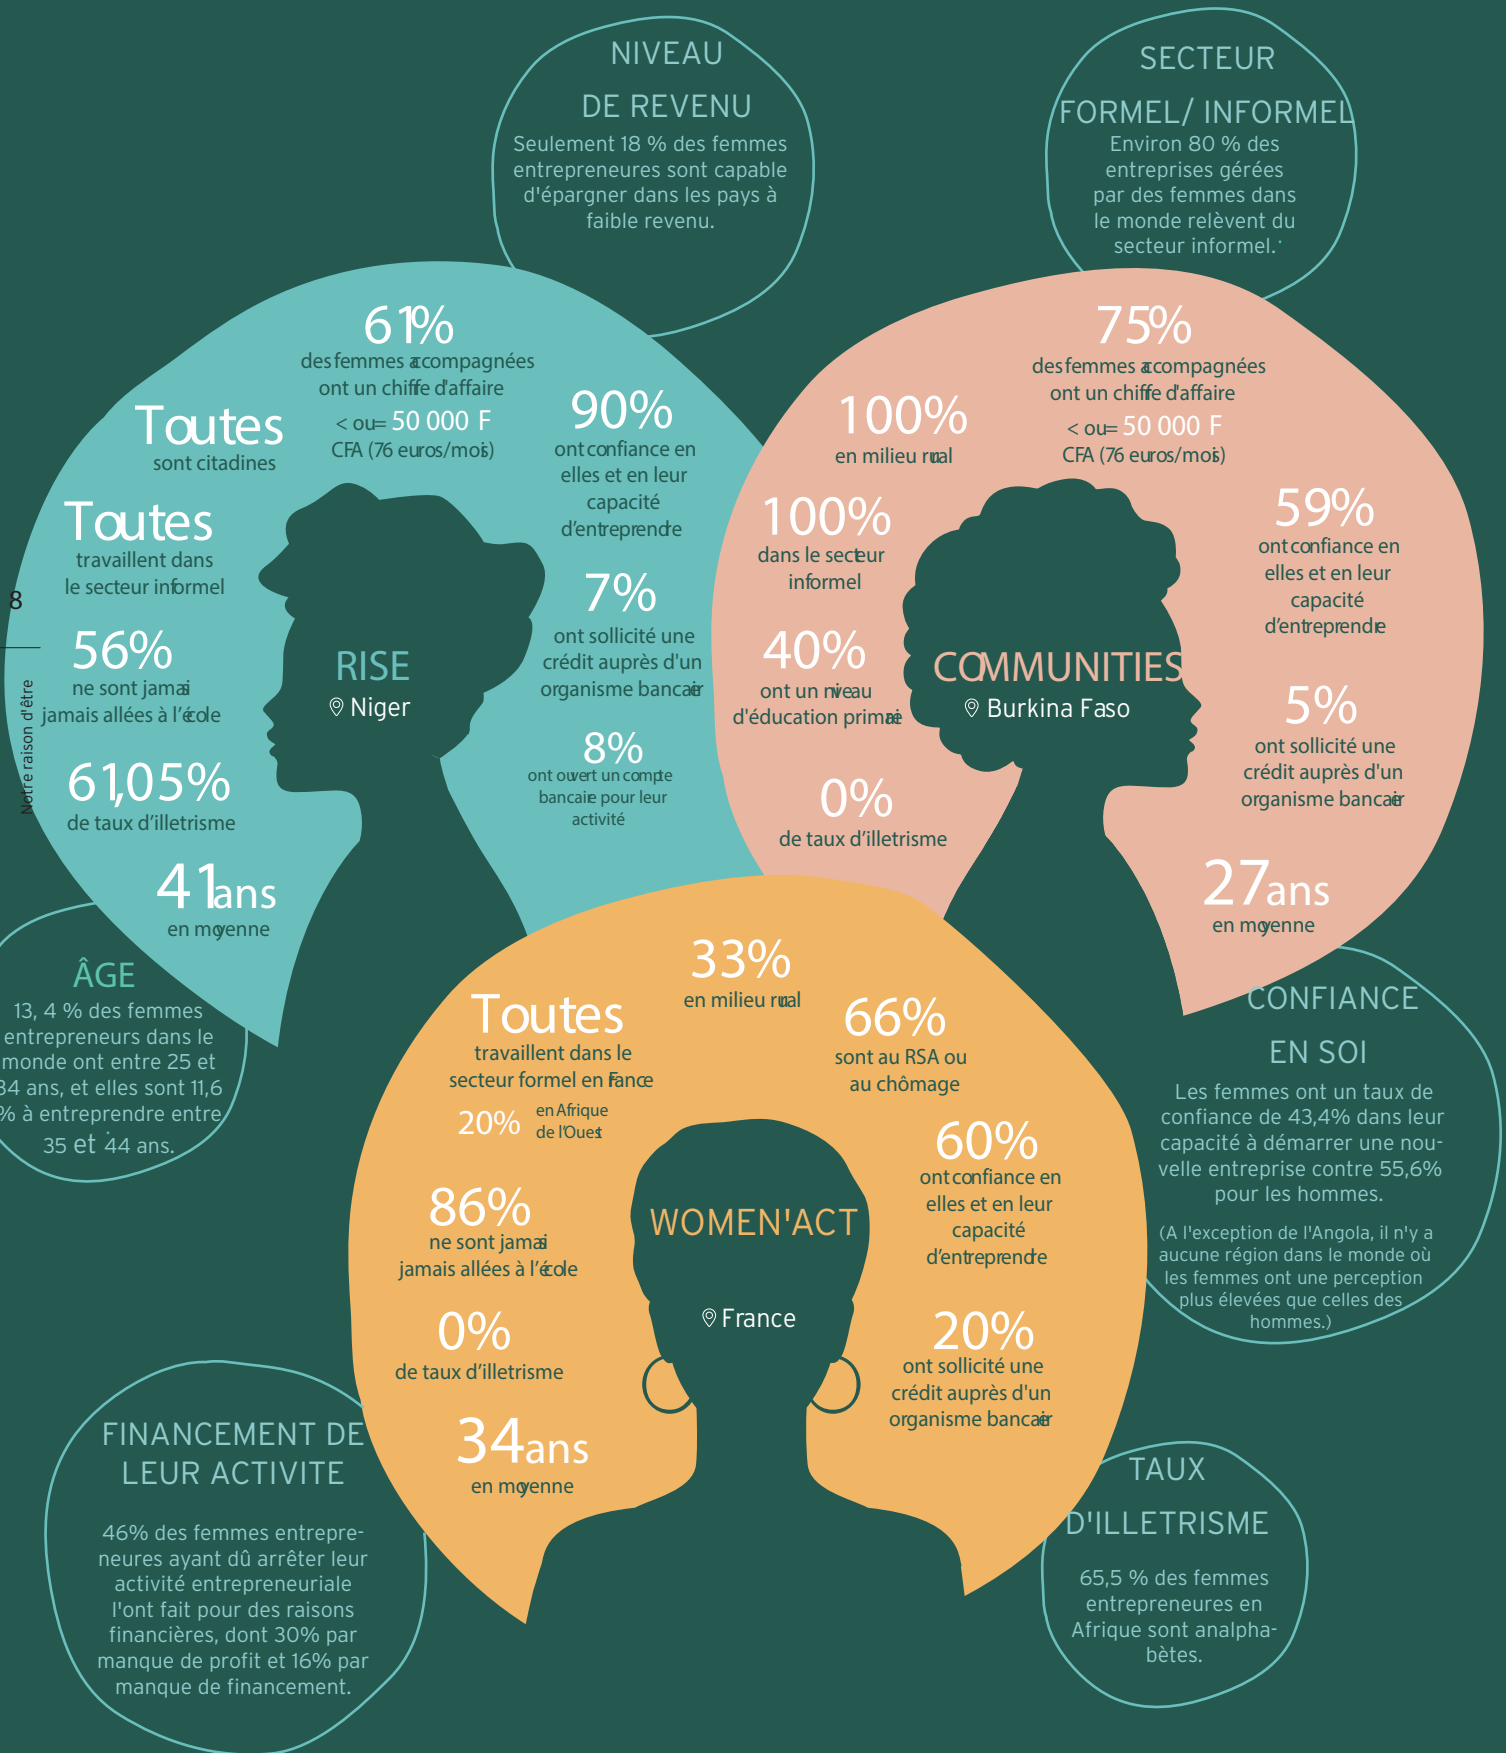 NIVEAU
DE REVENU
Seulement 18 % des femmes
entrepreneures sont capable
d'épargner dans les pays à
faible revenu.
SECTEUR
FORMEL/ INFORMEL
Environ 80 % des
entreprises gérées
par des femmes dans
le monde relèvent du
secteur informel.
61%
des femmes accompagnées
ont un chiffe d'affaire
< ou= 50 000 F
CFA (76 euros/mois)
Toutes
sont citadines
Toutes
travaillent dans
le secteur informel
56%
ne sont jamai
jamais allées à l'école
61,05%
de taux d'illetrisme
41ans
en moyenne
90%
ont confiance en
elles et en leur
capacité
d'entreprendre
7%
ont sollicité une
crédit auprès d'un
organisme bancaier
8%
ont ouvert un compte
bancaire pour leur
activité
RISE
Niger
75%
des femmes accompagnées
ont un chiffe d'affaire
< ou= 50 000 F
CFA (76 euros/mois)
100%
en milieu rual
100%
dans le secteur
informel
40%
ont un niveau
d'éducation primaie
0%
de taux d'illetrisme
59%
ont confiance en
elles et en leur
capacité
d'entreprendre
5%
ont sollicité une
crédit auprès d'un
organisme bancaier
27ans
en moyenne
COMMUNITIES
Burkina Faso
8
Notre raison d'être
ÂGE
13, 4 % des femmes
entrepreneurs dans le
monde ont entre 25 et
34 ans, et elles sont 11,6
% à entreprendre entre
35 et 44 ans.
33%
en milieu rual
Toutes
travaillent dans le
secteur formel en France
20% en Afrique
de l'Ouest
86%
ne sont jamai
jamais allées à l'école
0%
de taux d'illetrisme
34ans
en moyenne
66%
sont au RSA ou
au chômage
60%
ont confiance en
elles et en leur
capacité
d'entreprendre
20%
ont sollicité une
crédit auprès d'un
organisme bancaier
WOMEN'ACT
France
CONFIANCE
EN SOI
Les femmes ont un taux de
confiance de 43,4% dans leur
capacité à démarrer une nou-
velle entreprise contre 55,6%
pour les hommes.
(A l'exception de l'Angola, il n'y a
aucune région dans le monde où
les femmes ont une perception
plus élevées que celles des
hommes.)
FINANCEMENT DE
LEUR ACTIVITE
46% des femmes entrepre-
neures ayant dû arrêter leur
activité entrepreneuriale
l'ont fait pour des raisons
financières, dont 30% par
manque de profit et 16% par
manque de financement.
TAUX
D'ILLETRISME
65,5 % des femmes
entrepreneures en
Afrique sont analpha-
bètes.